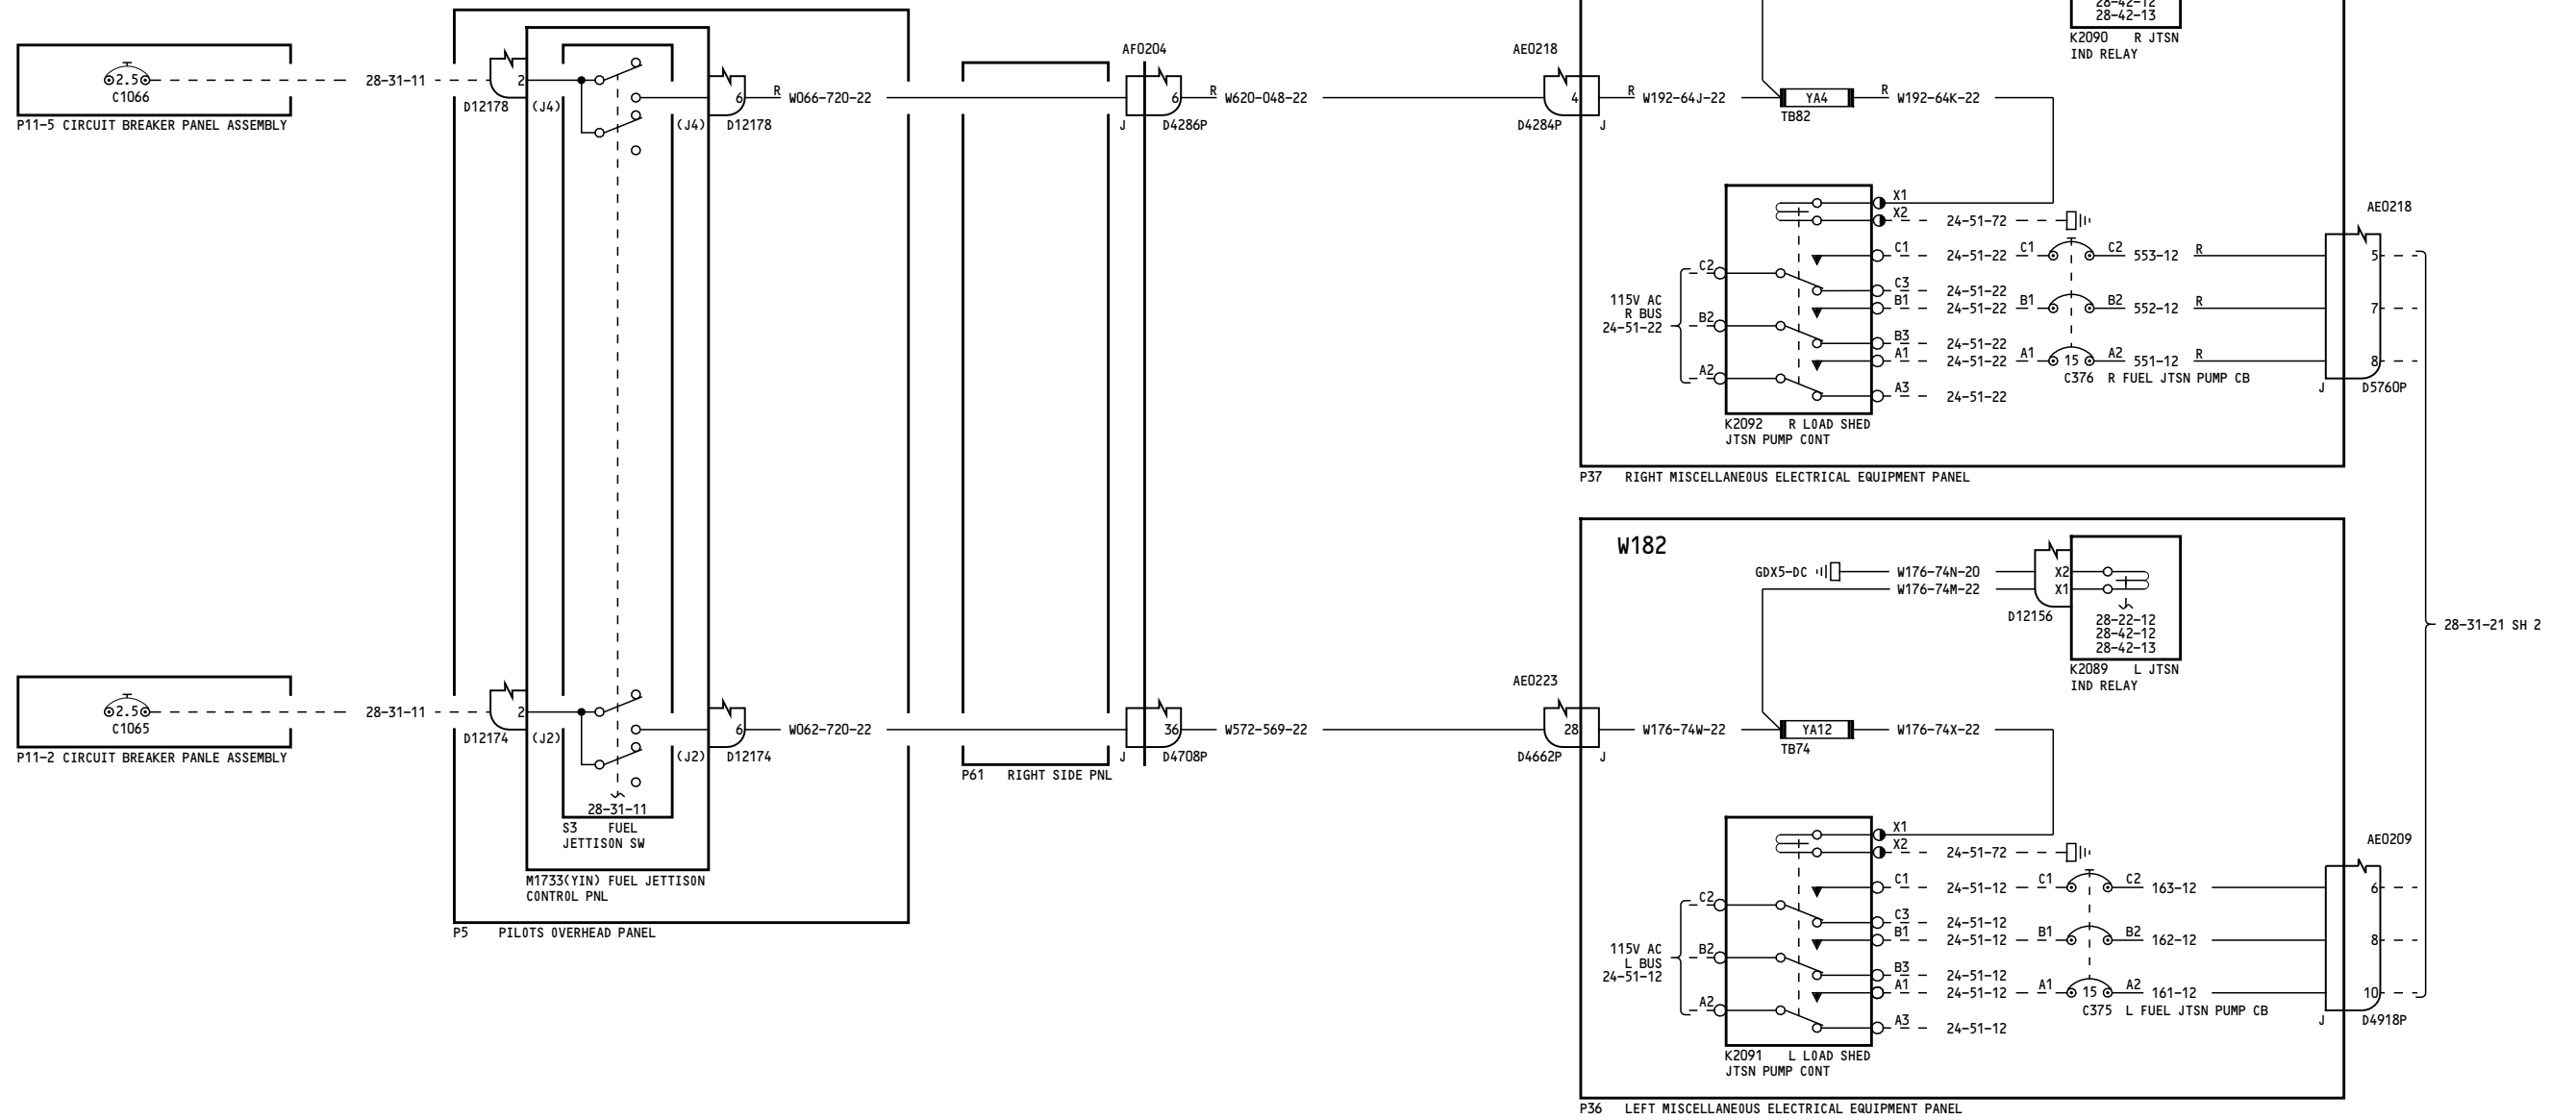 28-42-12
28-42-13
K2090 R JTSN
IND RELAY
2.5
C1066
P11-5 CIRCUIT BREAKER PANEL ASSEMBLY
28-31-11
2
D12178
(J4)
(J4)
6
D12178
R W066-720-22
AF0204
6
J
D4286P
R W620-048-22
AE0218
4
D4284P
J
R W192-64J-22
YA4
TB82
R W192-64K-22
X1
X2 24-51-72
AE0218
C1 24-51-22 C1 C2 553-12 R 5
C2
C3 24-51-22
115V AC
R BUS
24-51-22
B1 24-51-22 B1 B2 552-12 R 7
B2
B3 24-51-22
A1 24-51-22 A1 15 A2 551-12 R 8
C376 R FUEL JTSN PUMP CB
J
D5760P
A2
A3 24-51-22
K2092 R LOAD SHED
JTSN PUMP CONT
P37 RIGHT MISCELLANEOUS ELECTRICAL EQUIPMENT PANEL
W182
GDX5-DC W176-74N-20 X2
W176-74M-22 X1
D12156
28-22-12
28-42-12
28-42-13
K2089 L JTSN
IND RELAY
28-31-21 SH 2
2.5
C1065
P11-2 CIRCUIT BREAKER PANLE ASSEMBLY
28-31-11
2
D12174
(J2)
(J2)
6
D12174
W062-720-22
28-31-11
S3 FUEL
JETTISON SW
M1733(YIN) FUEL JETTISON
CONTROL PNL
P5 PILOTS OVERHEAD PANEL
P61 RIGHT SIDE PNL
36
J
D4708P
W572-569-22
AE0223
28
D4662P
J
W176-74W-22
YA12
TB74
W176-74X-22
X1
X2 24-51-72
AE0209
C1 24-51-12 C1 C2 163-12 6
C2
C3 24-51-12
115V AC
L BUS
24-51-12
B1 24-51-12 B1 B2 162-12 8
B2
B3 24-51-12
A1 24-51-12 A1 15 A2 161-12 10
C375 L FUEL JTSN PUMP CB
J
D4918P
A2
A3 24-51-12
K2091 L LOAD SHED
JTSN PUMP CONT
P36 LEFT MISCELLANEOUS ELECTRICAL EQUIPMENT PANEL